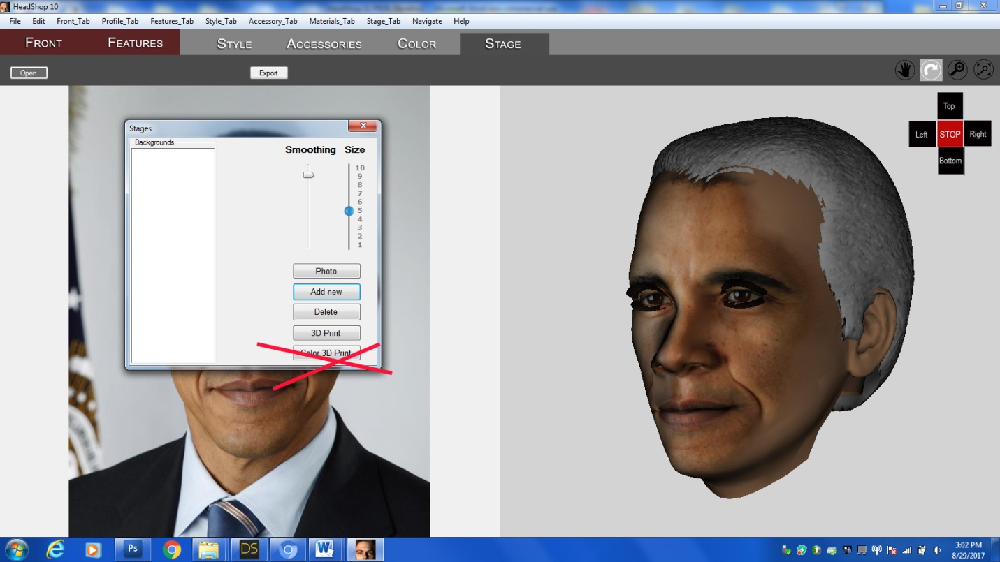 HeadShop 10
File Edit Front_Tab Profile_Tab Features_Tab Style_Tab Accessory_Tab Materials_Tab Stage_Tab Navigate Help
FRONT FEATURES STYLE ACCESSORIES COLOR STAGE
Open Export
Top
Left STOP Right
Bottom
Stages
Backgrounds
Smoothing Size
10
9
8
7
6
5
4
3
2
1
Photo
Add new
Delete
3D Print
Color 3D Print
Ps DS W
3:02 PM
8/29/2017